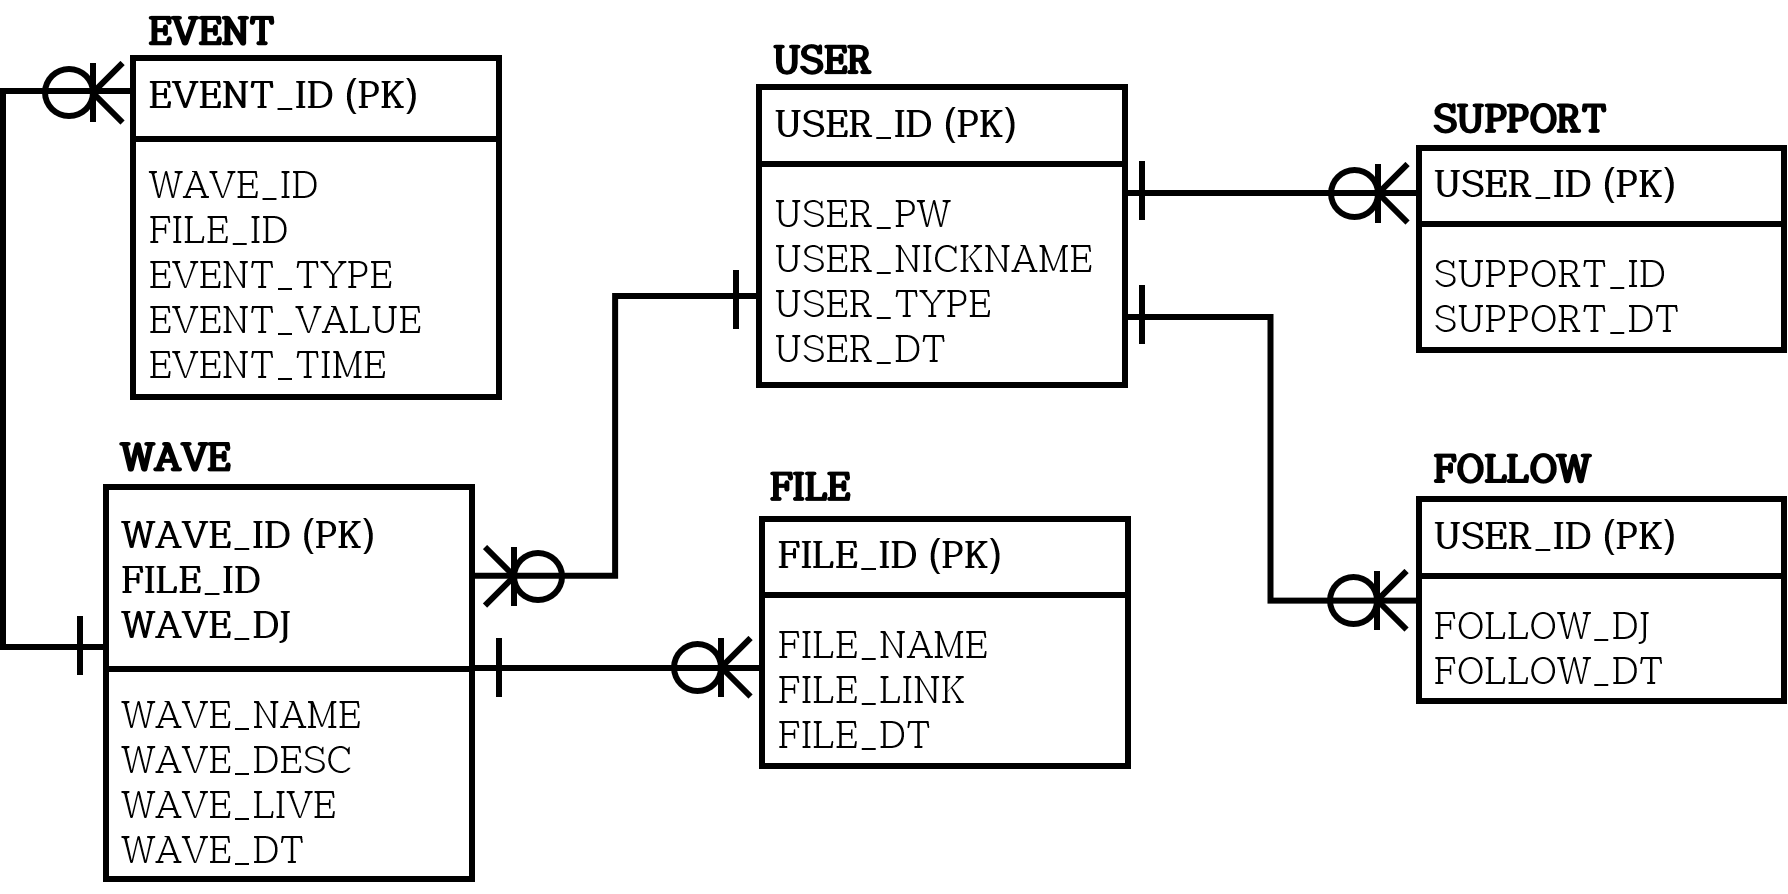 EVENT
EVENT_ID (PK)
WAVE_ID
FILE_ID
EVENT_TYPE
EVENT_VALUE
EVENT_TIME
USER
USER_ID (PK)
USER_PW
USER_NICKNAME
USER_TYPE
USER_DT
SUPPORT
USER_ID (PK)
SUPPORT_ID
SUPPORT_DT
WAVE
WAVE_ID (PK)
FILE_ID
WAVE_DJ
WAVE_NAME
WAVE_DESC
WAVE_LIVE
WAVE_DT
FILE
FILE_ID (PK)
FILE_NAME
FILE_LINK
FILE_DT
FOLLOW
USER_ID (PK)
FOLLOW_DJ
FOLLOW_DT